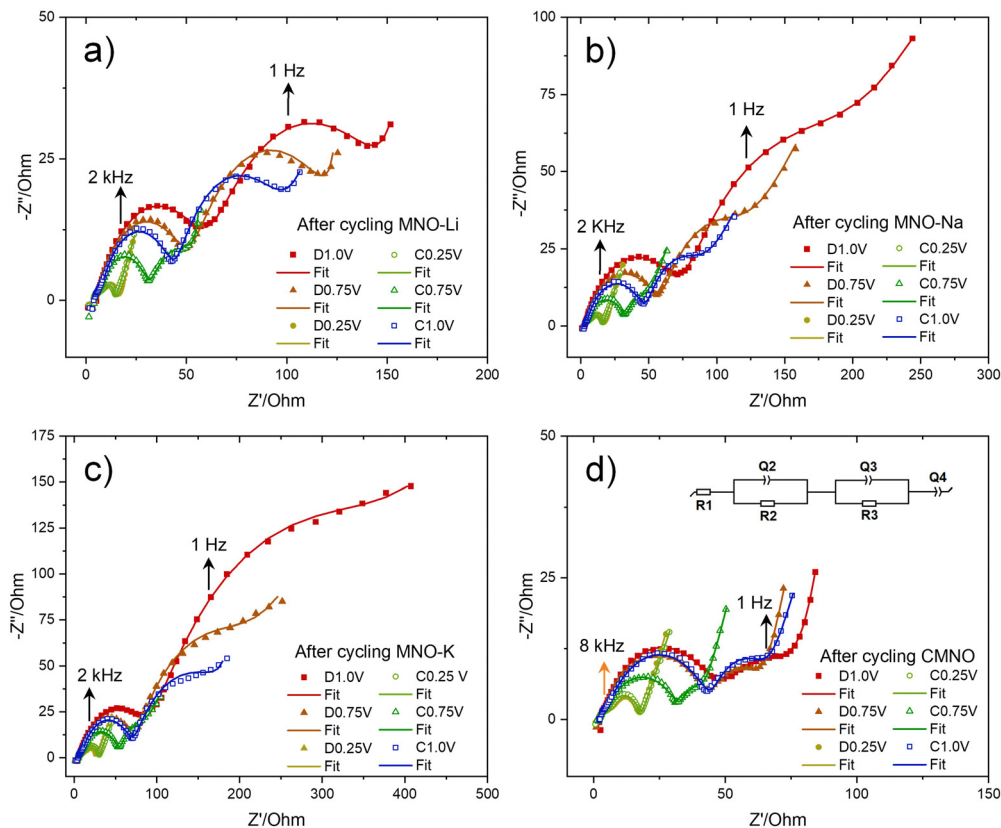 a)
50
25
0
0
50
100
150
200
-Z"/Ohm
Z'/Ohm
2 kHz
1 Hz
After cycling MNO-Li
D1.0V
C0.25V
Fit
Fit
D0.75V
C0.75V
Fit
Fit
D0.25V
C1.0V
Fit
Fit
b)
100
75
50
25
0
0
50
100
150
200
250
300
-Z"/Ohm
Z'/Ohm
2 KHz
1 Hz
After cycling MNO-Na
D1.0V
C0.25V
Fit
Fit
D0.75V
C0.75V
Fit
Fit
D0.25V
C1.0V
Fit
Fit
c)
175
150
125
100
75
50
25
0
0
100
200
300
400
500
-Z"/Ohm
Z'/Ohm
2 kHz
1 Hz
After cycling MNO-K
D1.0V
C0.25 V
Fit
Fit
D0.75V
C0.75V
Fit
Fit
D0.25V
C1.0V
Fit
Fit
d)
50
25
0
0
50
100
150
-Z"/Ohm
Z'/Ohm
R1
Q2
R2
Q3
R3
Q4
8 kHz
1 Hz
After cycling CMNO
D1.0V
C0.25V
Fit
Fit
D0.75V
C0.75V
Fit
Fit
D0.25V
C1.0V
Fit
Fit